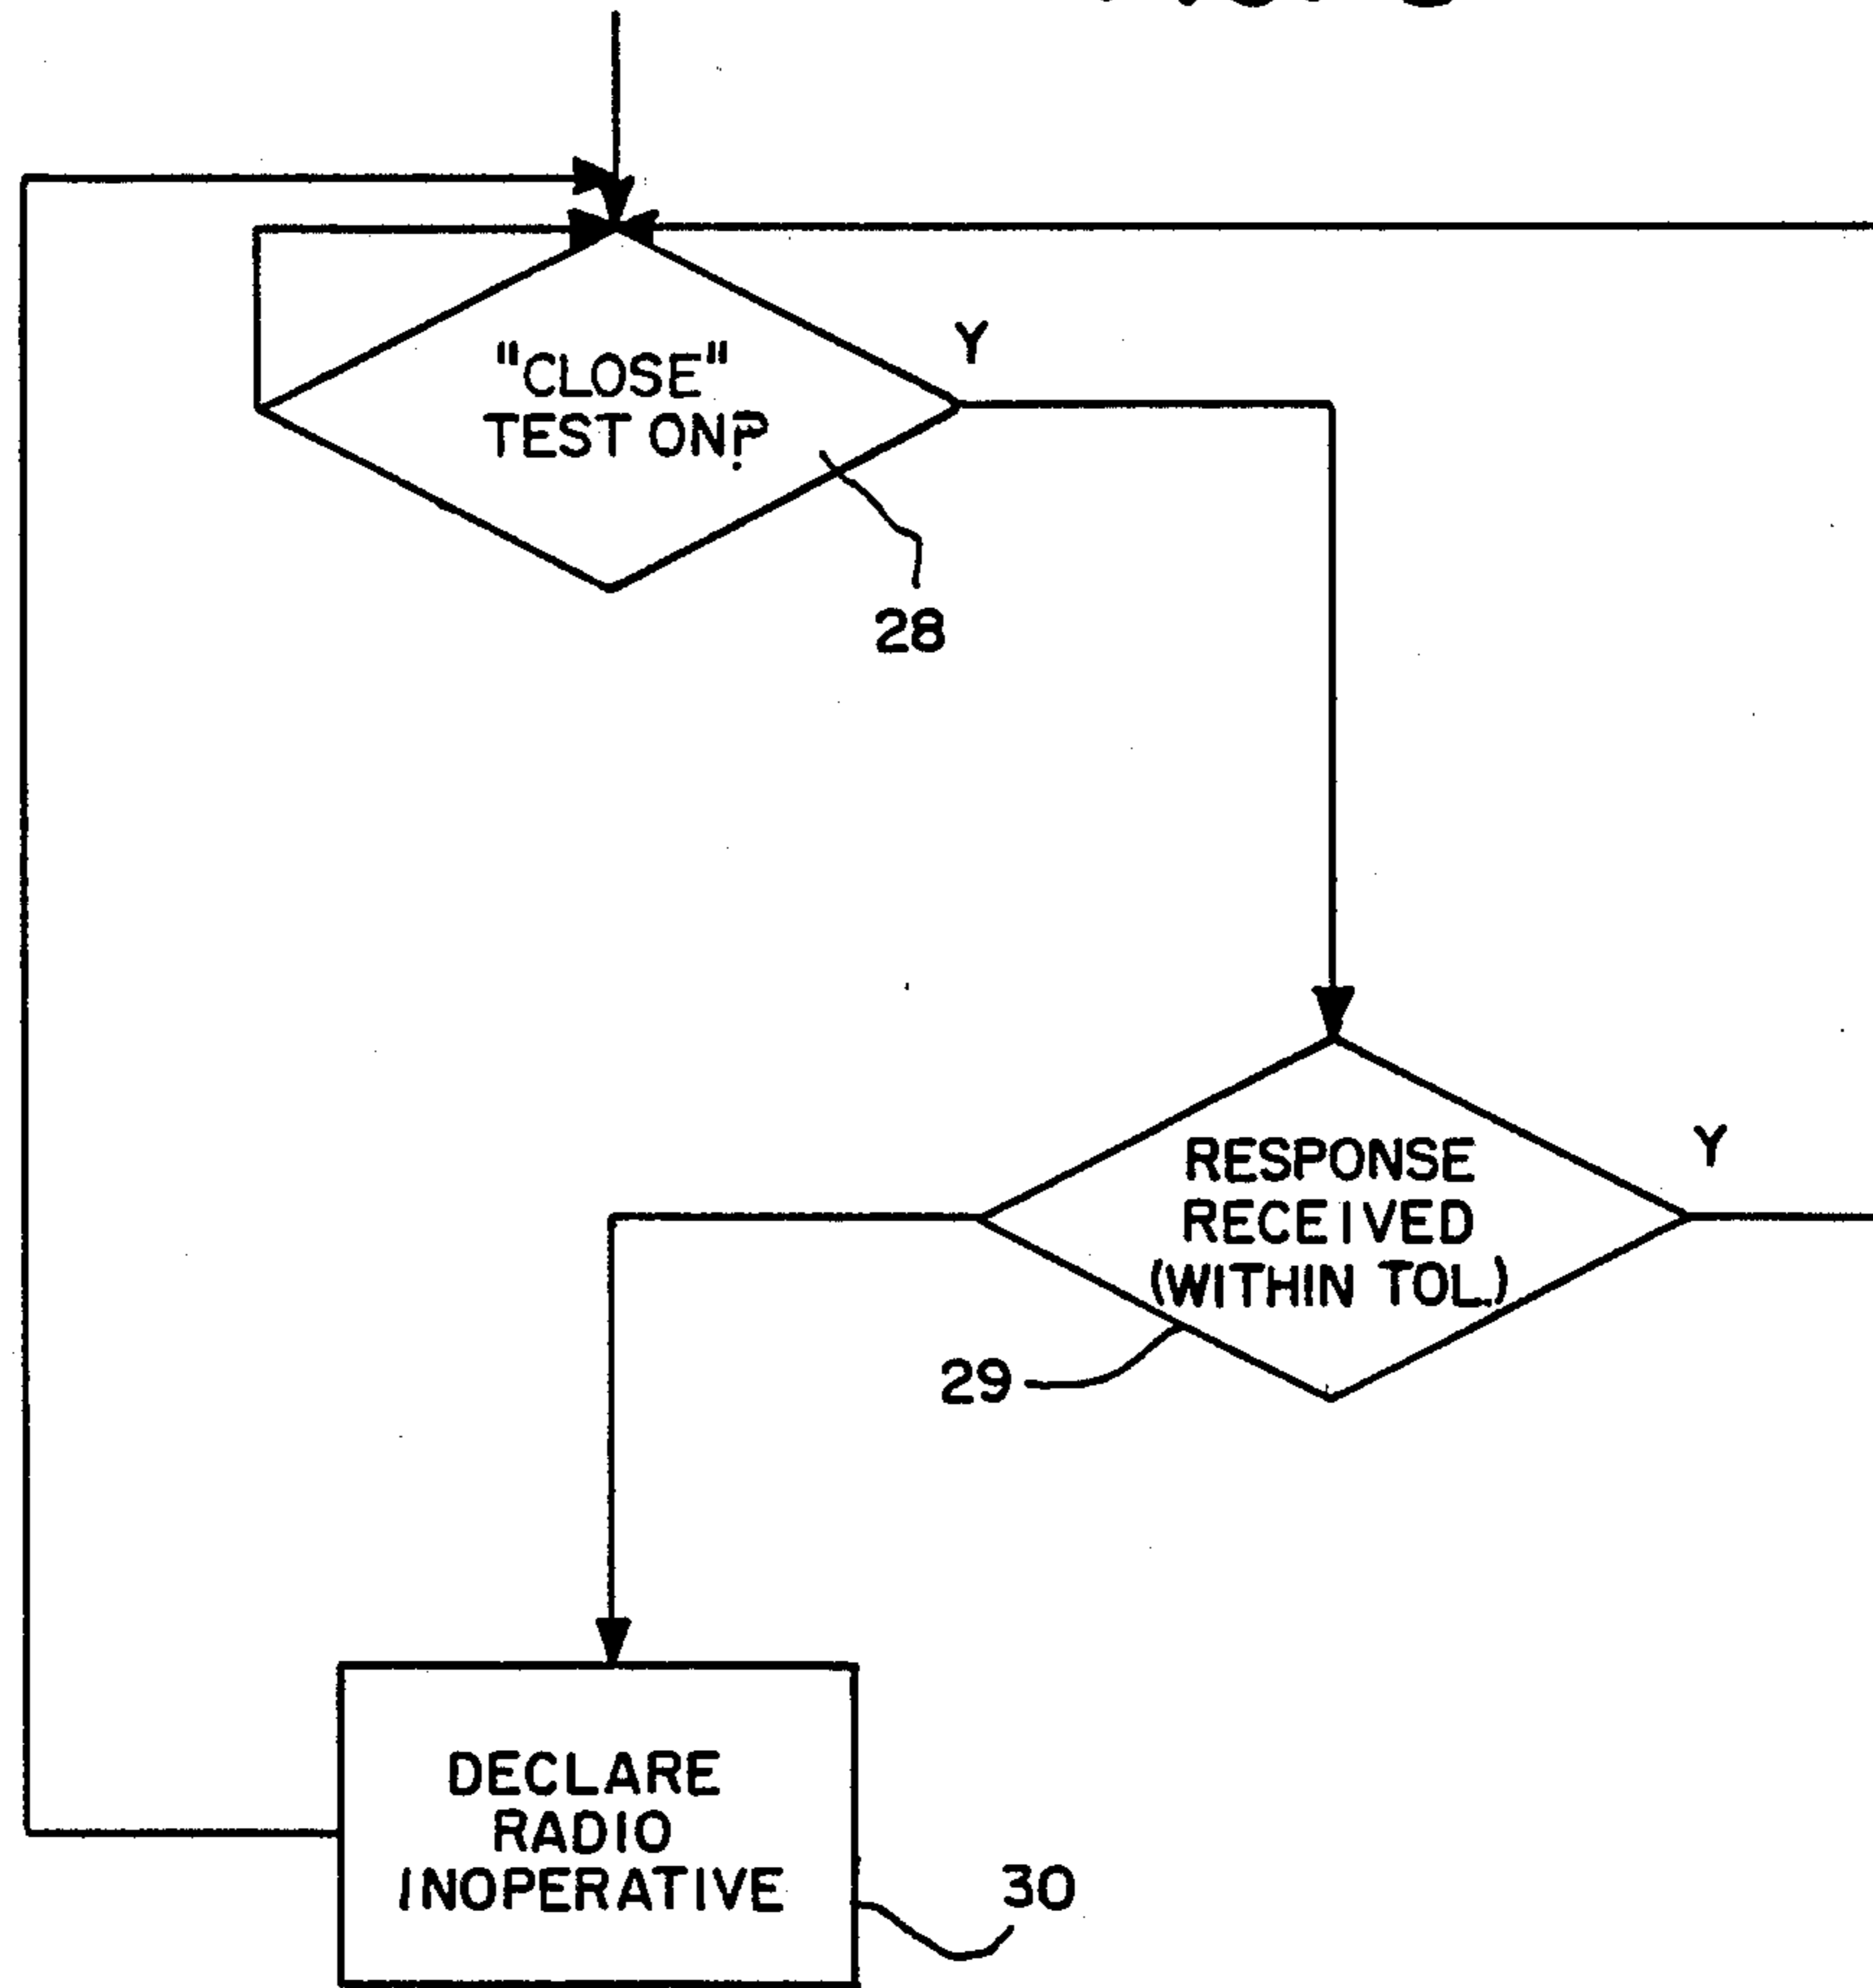 "CLOSE"
TEST ON?
Y
28
RESPONSE
RECEIVED
(WITHIN TOL.)
Y
29
DECLARE
RADIO
INOPERATIVE
30